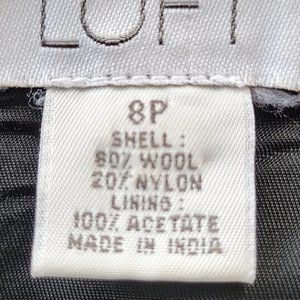 LOFT
8P
SHELL:
80% WOOL
20% NYLON
LINING:
100% ACETATE
MADE IN INDIA